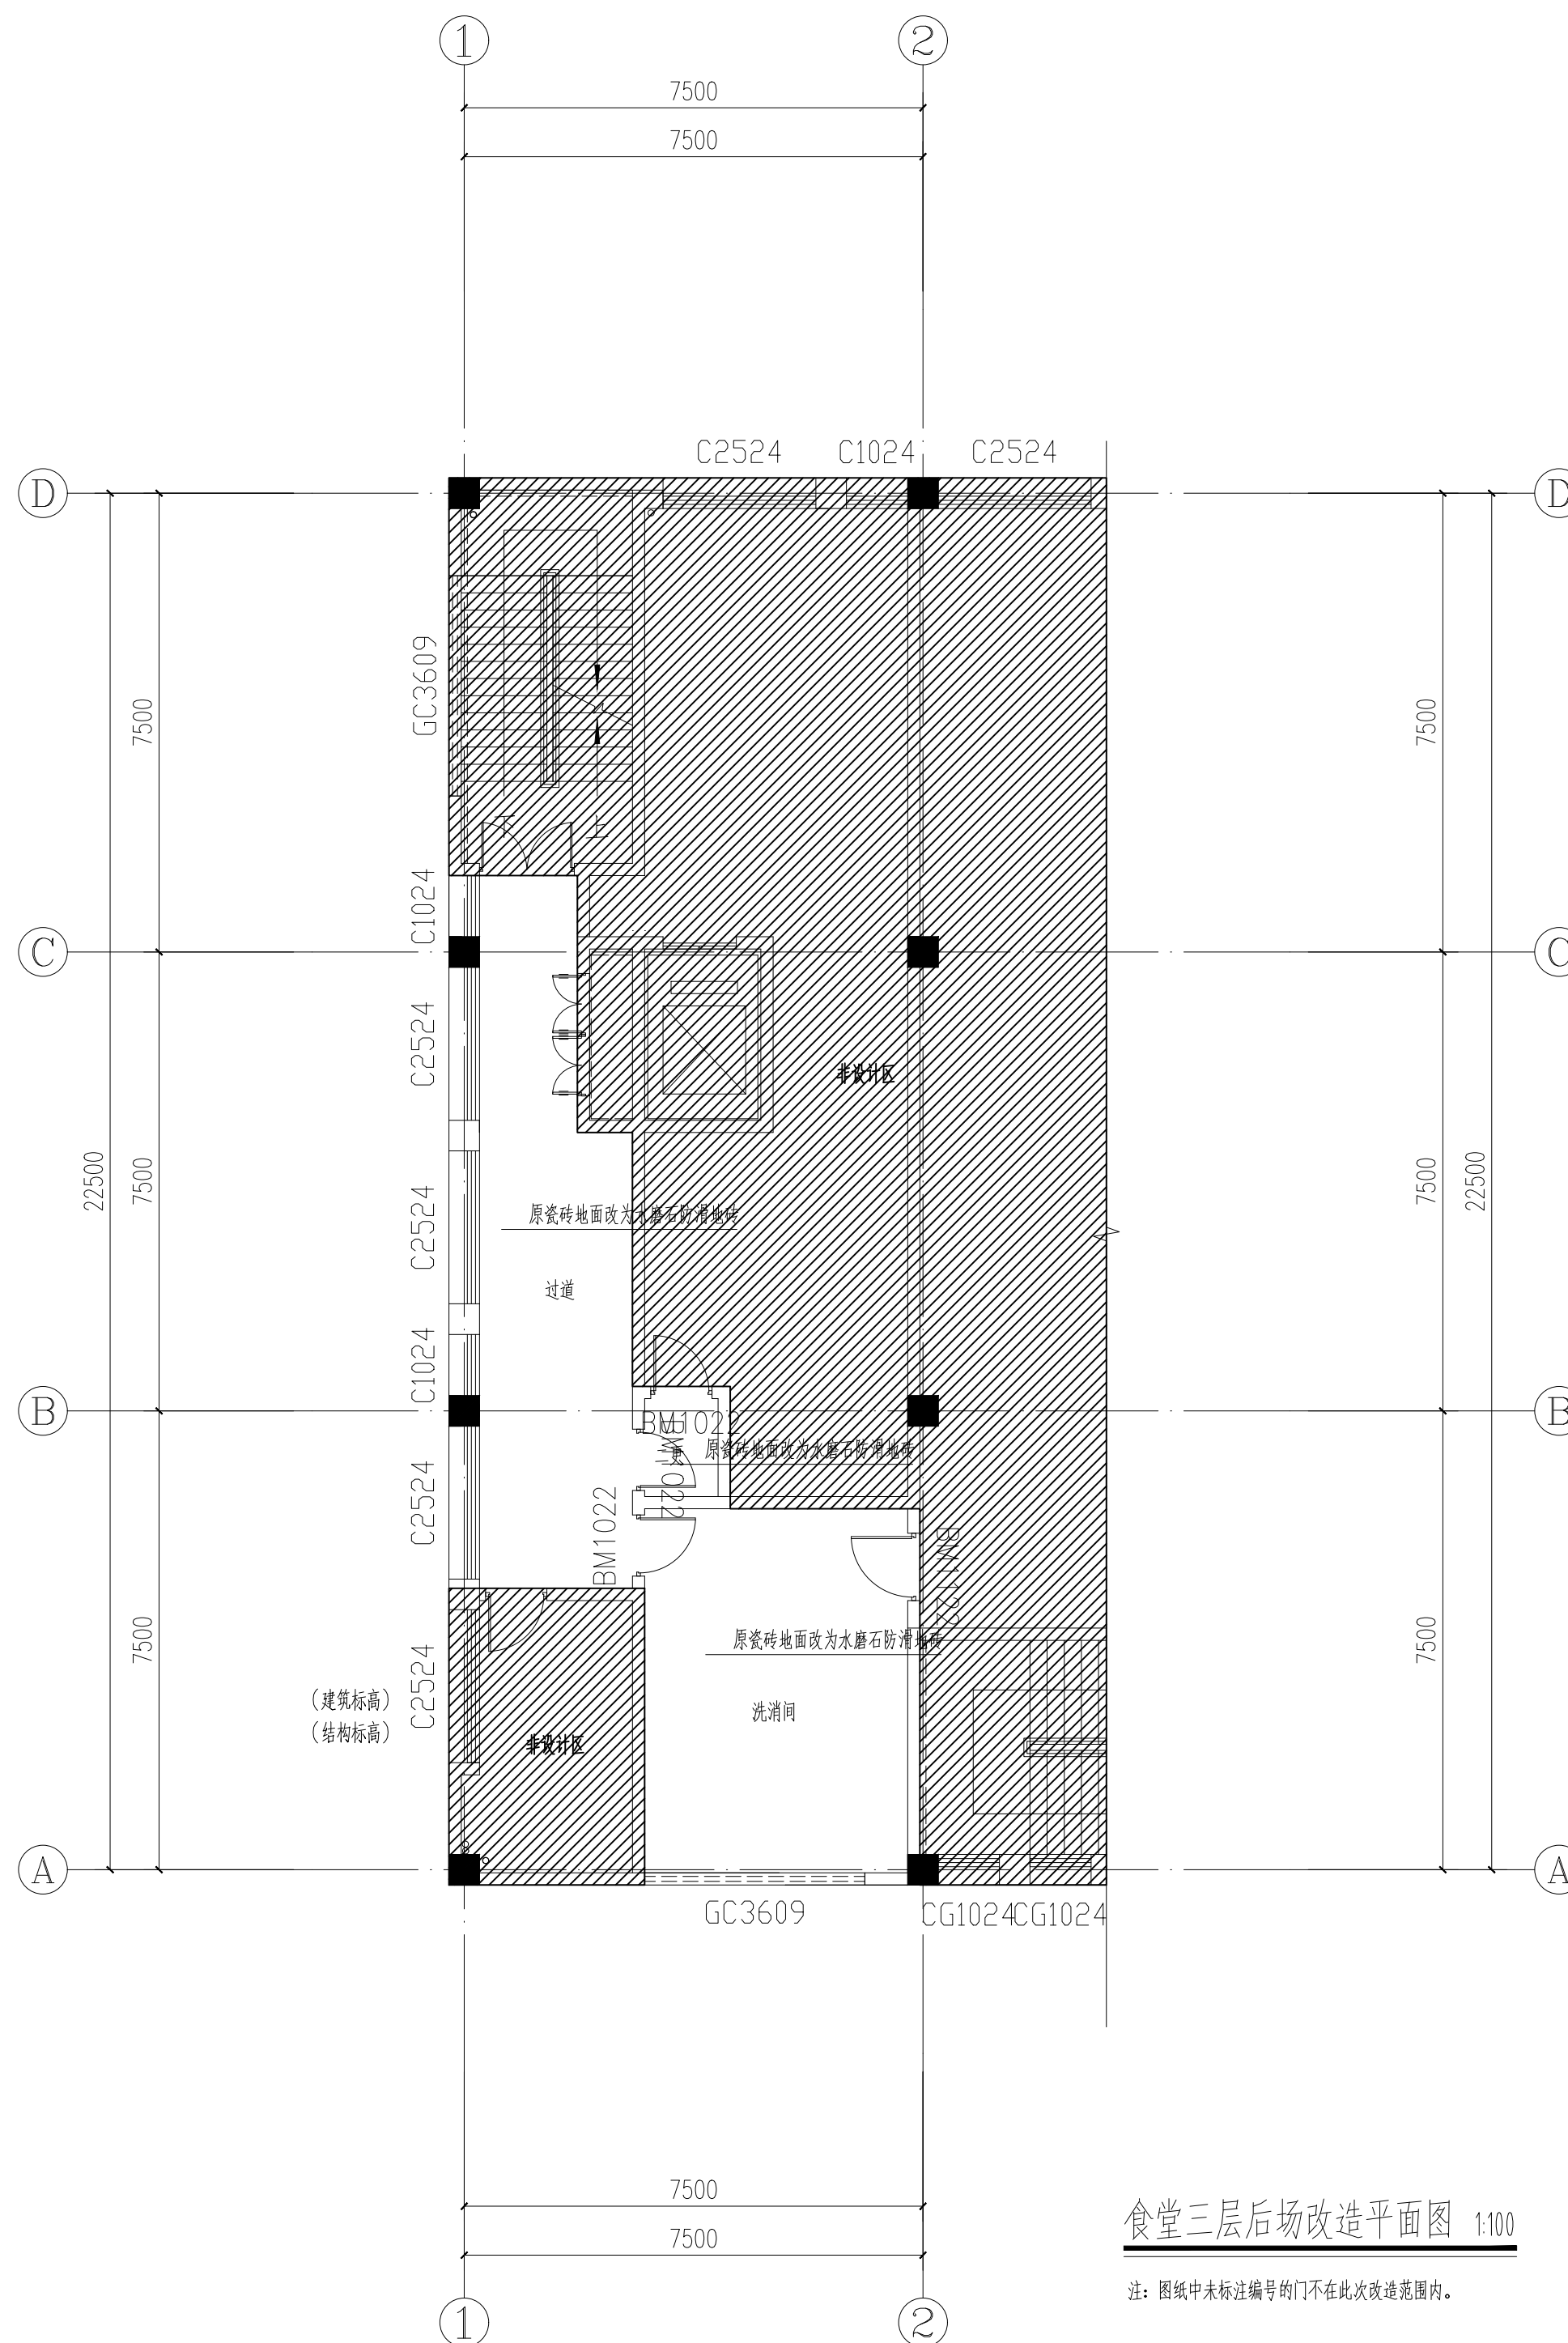 1
2
7500
7500
C2524
C1024
C2524
D
D
GC3609
7500
7500
C1024
C
C
C2524
非设计区
22500
7500
7500
22500
C2524
原瓷砖地面改为水磨石防滑地砖
过道
C1024
B
B
BM1022
BM1022
原瓷砖地面改为水磨石防滑地砖
C2524
BM1022
BM1122
7500
7500
原瓷砖地面改为水磨石防滑地砖
C2524
(建筑标高)
(结构标高)
洗消间
非设计区
A
A
GC3609
CG1024
CG1024
7500
7500
食堂三层后场改造平面图 1:100
注: 图纸中未标注编号的门不在此次改造范围内。
1
2